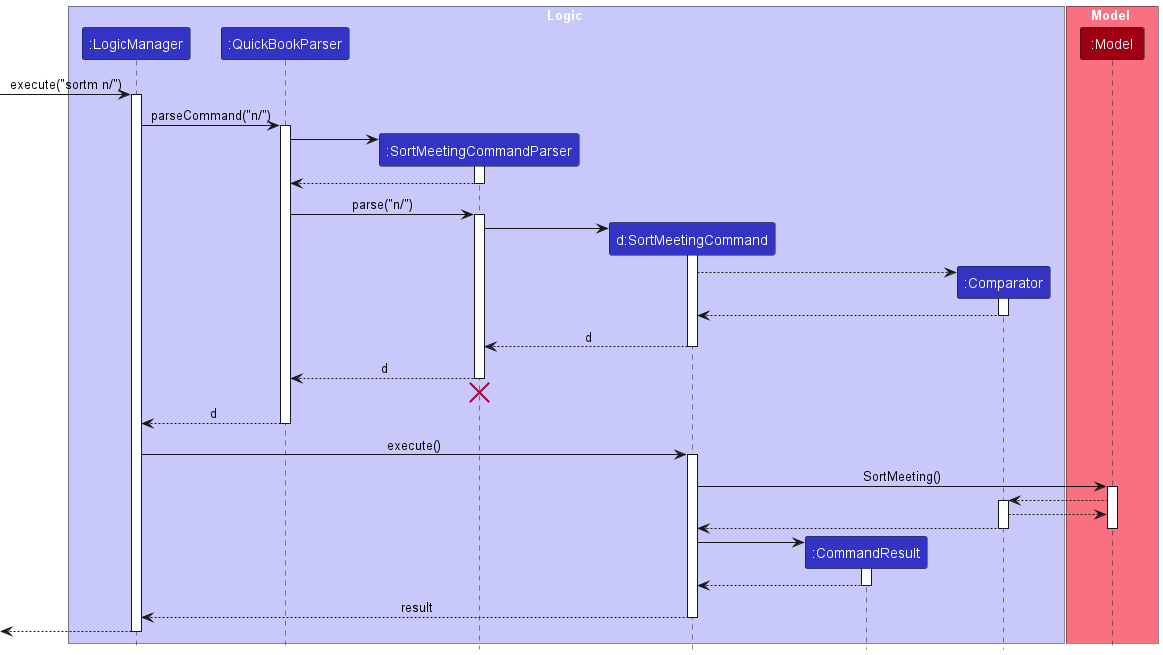 Logic
Model
:LogicManager
:QuickBookParser
:Model
execute("sortm n/")
parseCommand("n/")
:SortMeetingCommandParser
parse("n/")
d:SortMeetingCommand
:Comparator
d
d
d
execute()
SortMeeting()
:CommandResult
result